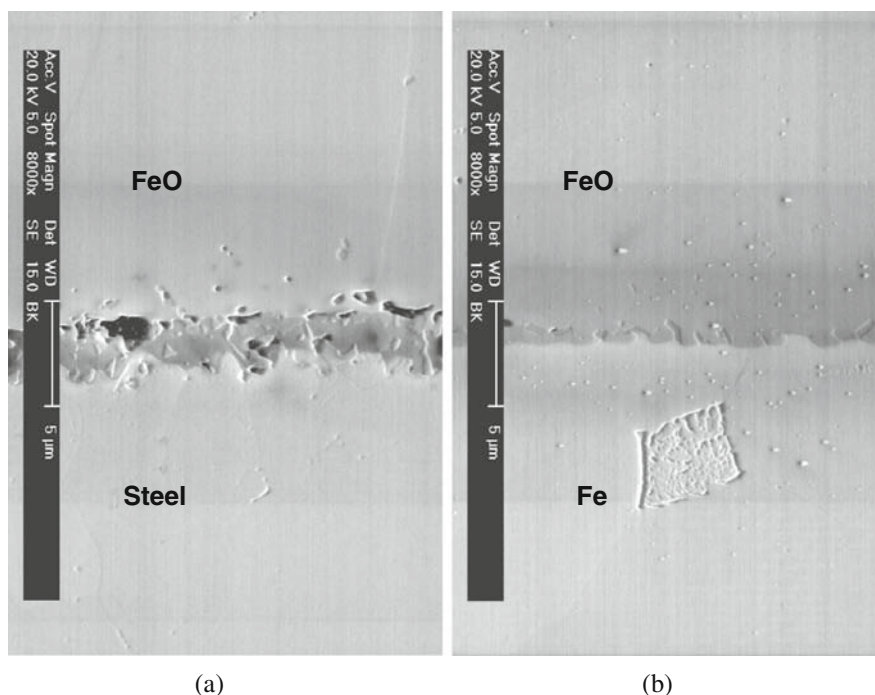 Acc.V Spot Magn Det WD
20.0 kV 5.0 8000x SE 15.0 BK
5 µm
FeO
Steel
(a)
Acc.V Spot Magn Det WD
20.0 kV 5.0 8000x SE 15.0 BK
5 µm
FeO
Fe
(b)